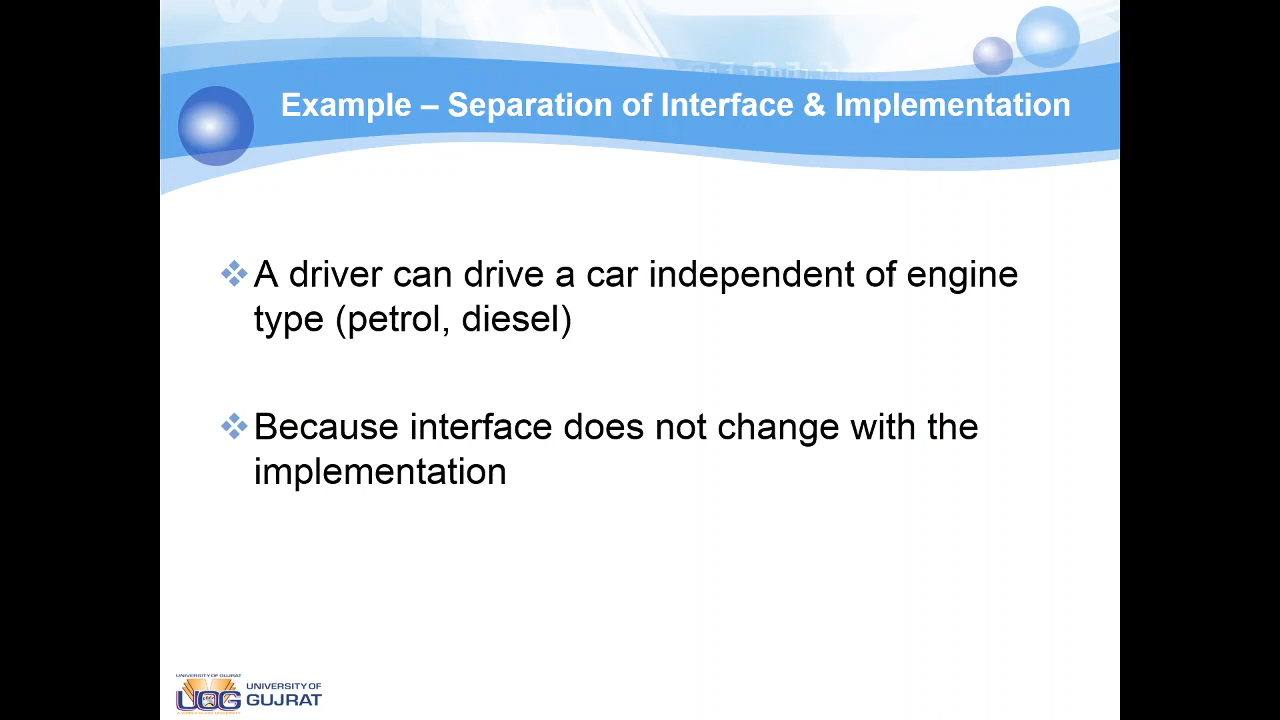 Example – Separation of Interface & Implementation
❖A driver can drive a car independent of engine
type (petrol, diesel)
❖Because interface does not change with the
implementation
UNIVERSITY OF GUJRAT
UOG
UNIVERSITY OF
GUJRAT